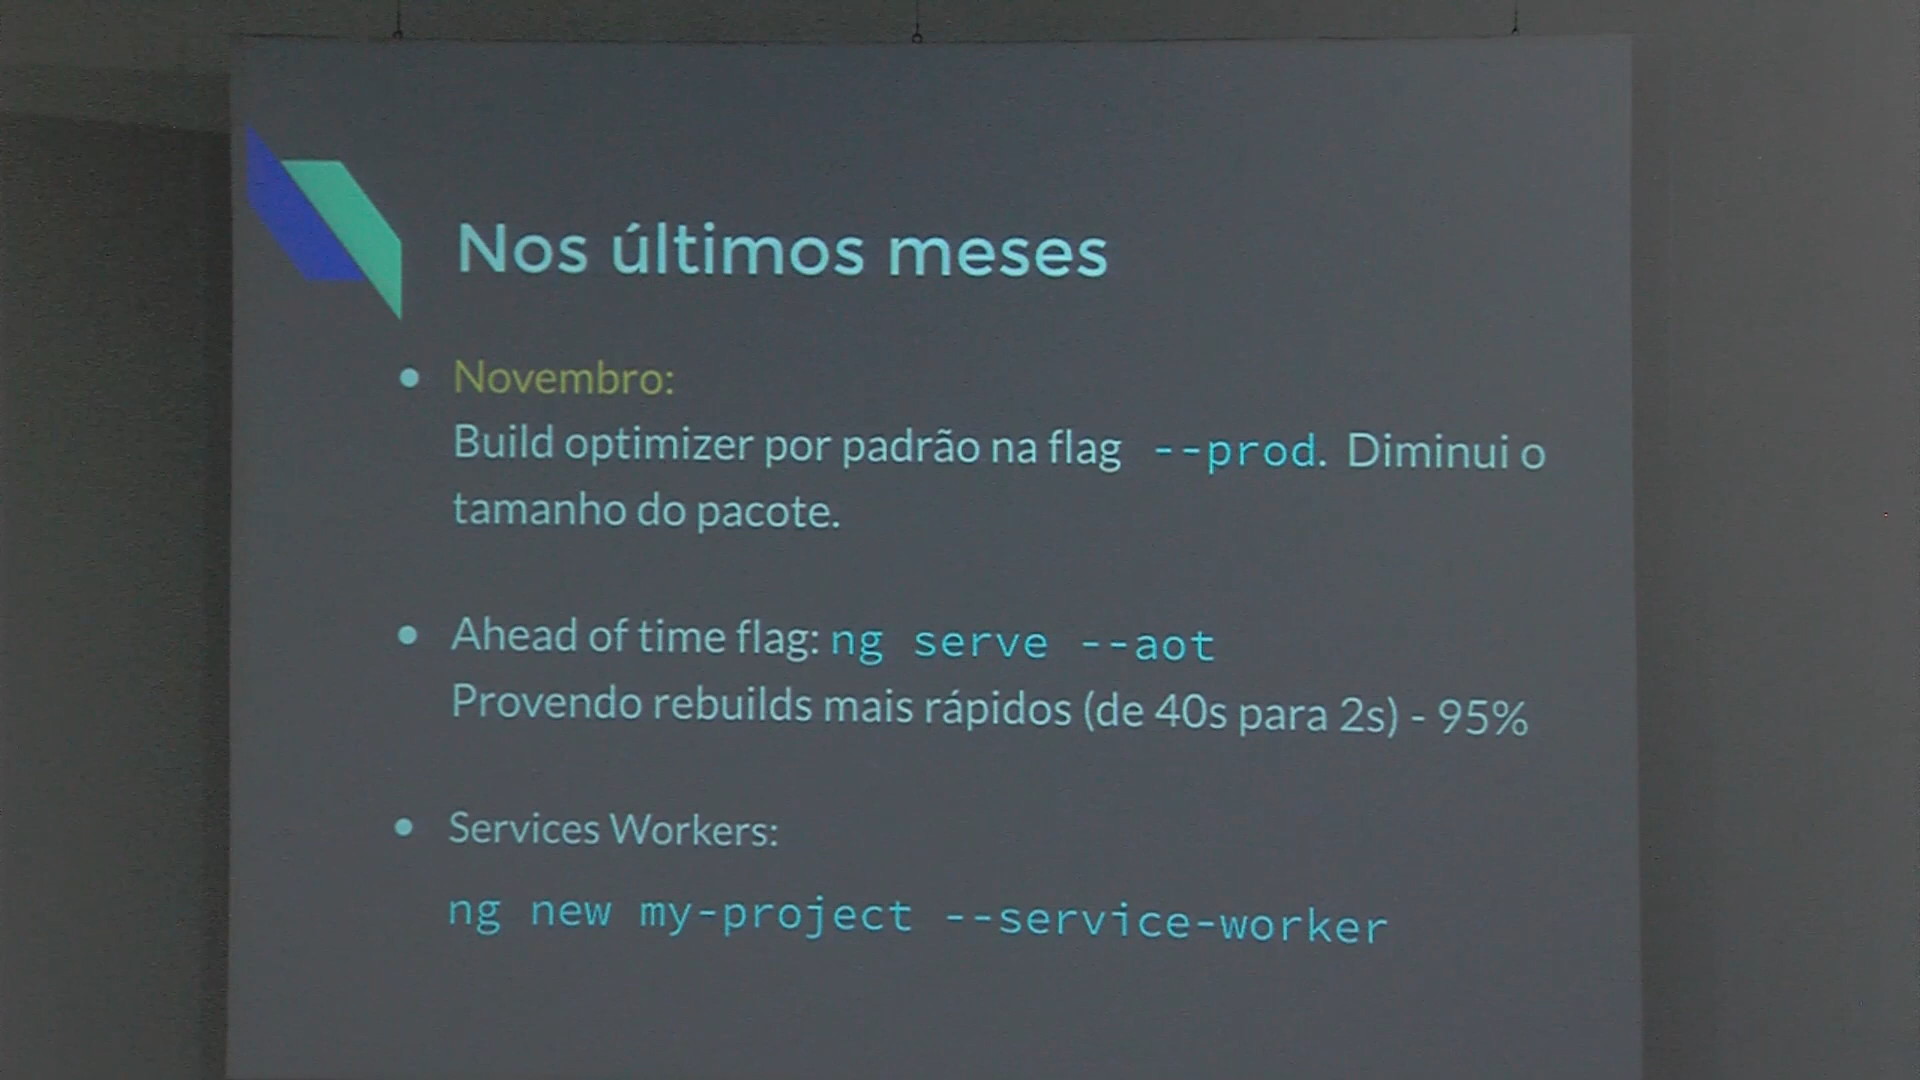 Nos últimos meses
• Novembro:
Build optimizer por padrão na flag --prod. Diminui o
tamanho do pacote.
• Ahead of time flag: ng serve --aot
Provendo rebuilds mais rápidos (de 40s para 2s) - 95%
• Services Workers:
ng new my-project --service-worker